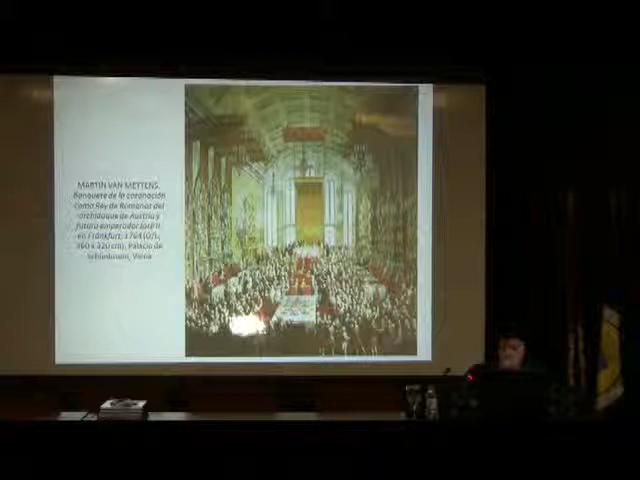 MARTIN VAN MEYTENS.
Banquete de la coronación
como Rey de Romanos del
archiduque de Austria y
futuro emperador José II
en Frankfurt, 1764 (O/L,
360 x 320 cm). Palacio de
Schönbrunn, Viena